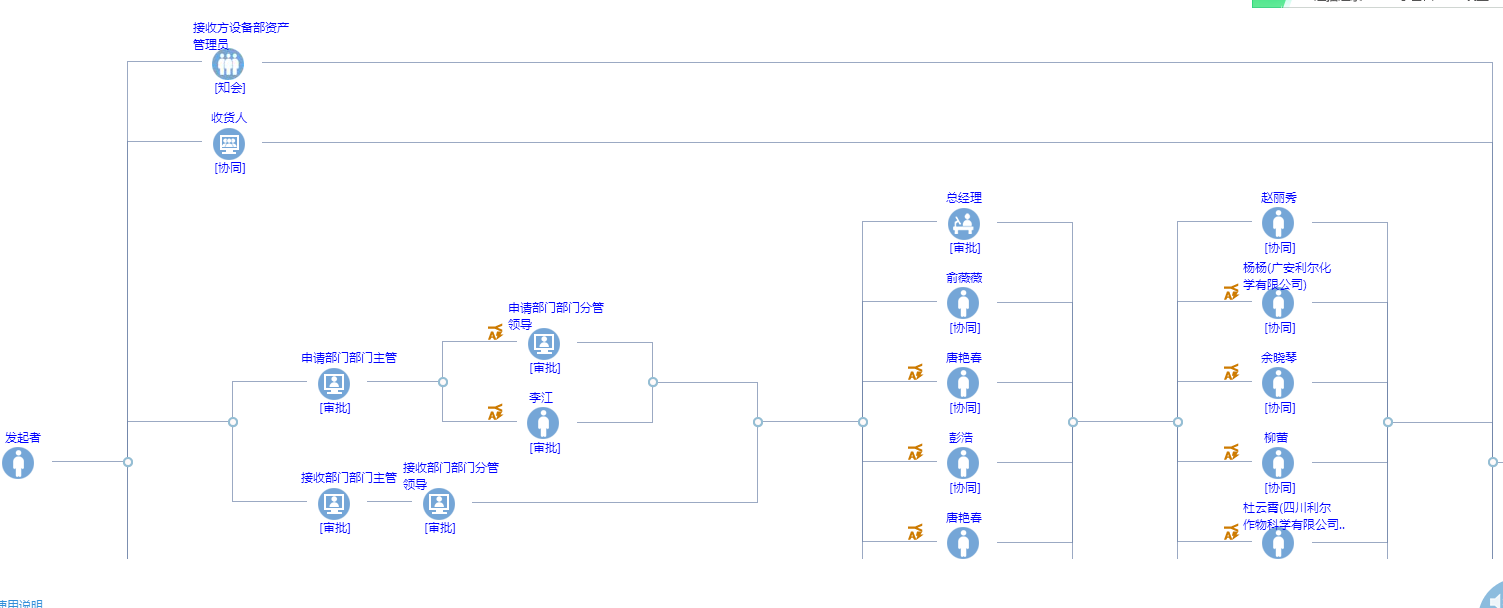 接收方设备部资产
管理员
[知会]
收货人
[协同]
总经理
[审批]
赵丽秀
[协同]
俞薇薇
[协同]
杨杨(广安利尔化
学有限公司)
[协同]
申请部门部门分管
领导
[审批]
申请部门部门主管
[审批]
唐艳春
[协同]
余晓琴
[协同]
李江
[审批]
发起者
彭浩
[协同]
柳苗
[协同]
接收部门部门主管
[审批]
接收部门部门分管
领导
[审批]
唐艳春
杜云霄(四川利尔
作物科学有限公司..
使用说明